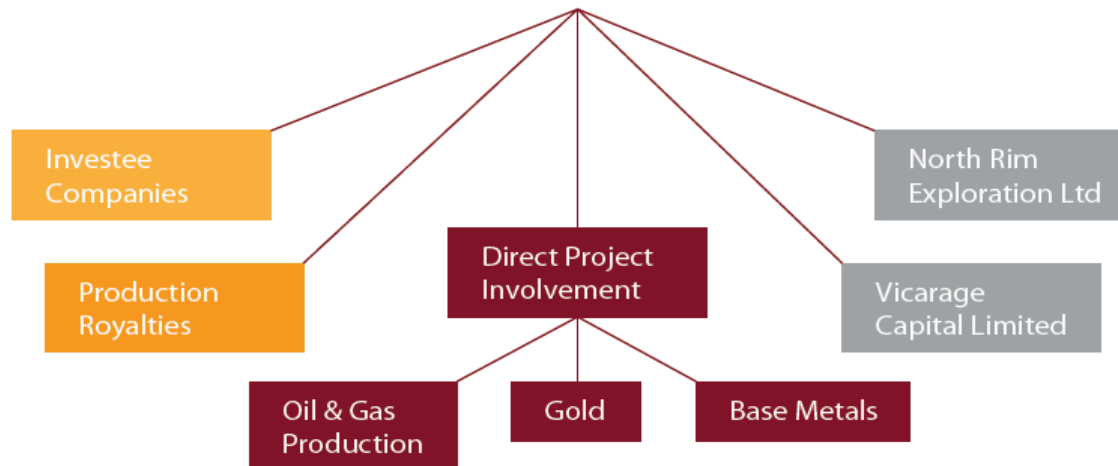 Investee
Companies
North Rim
Exploration Ltd
Direct Project
Involvement
Production
Royalties
Vicarage
Capital Limited
Oil & Gas
Production
Gold
Base Metals